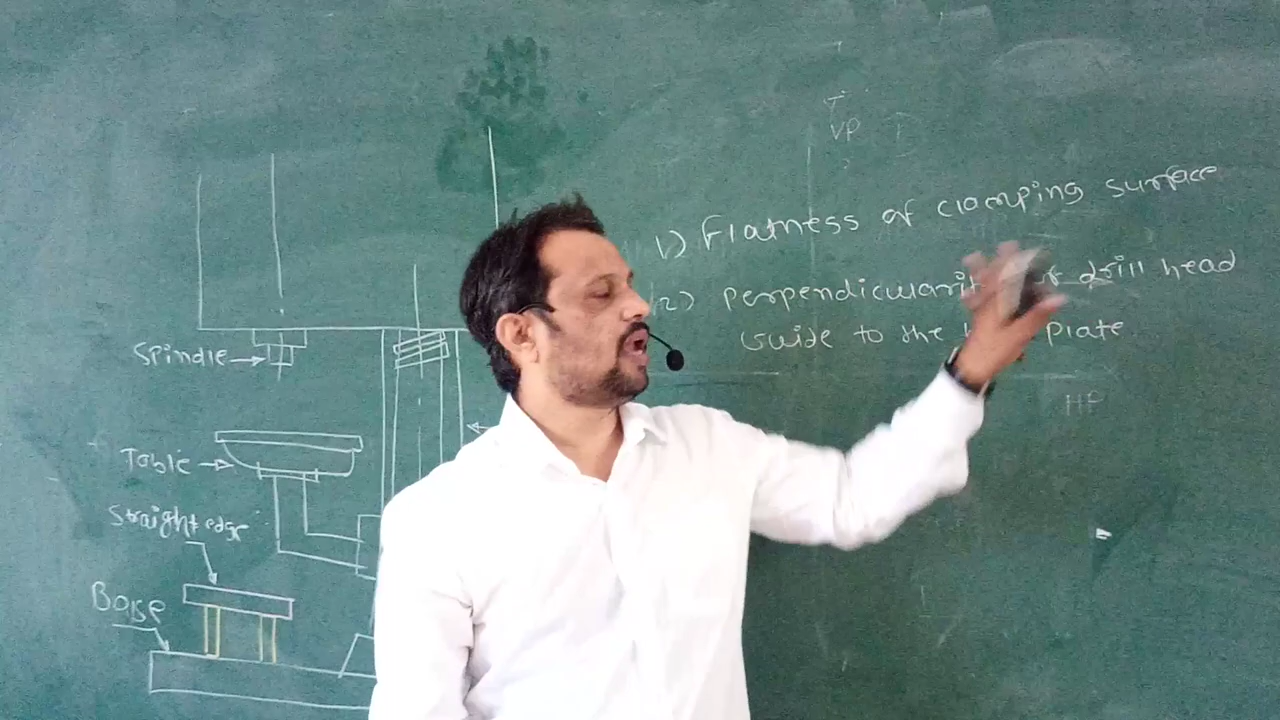 VP
1) Flatness of clamping surface
2) Perpendicularit drill head
Guide to the Plate
HP
Spindle
Table
Straight edge
Base